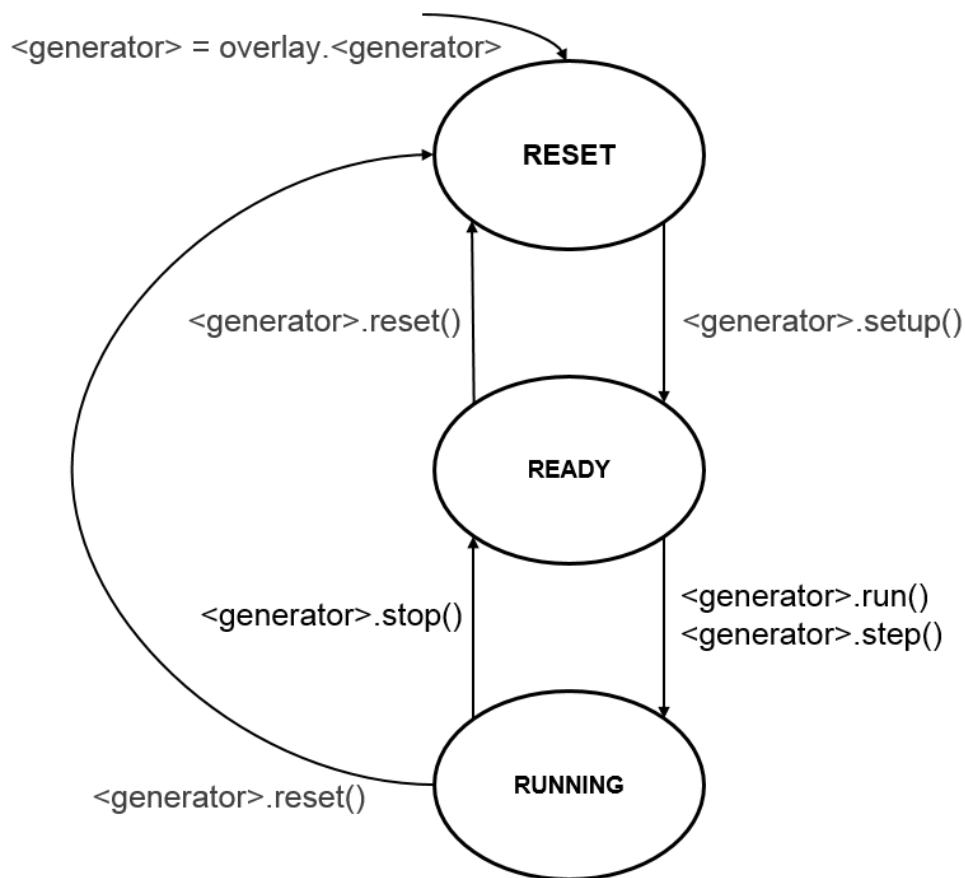 <generator> = overlay.<generator>
RESET
<generator>.reset()
<generator>.setup()
READY
<generator>.stop()
<generator>.run()
<generator>.step()
RUNNING
<generator>.reset()